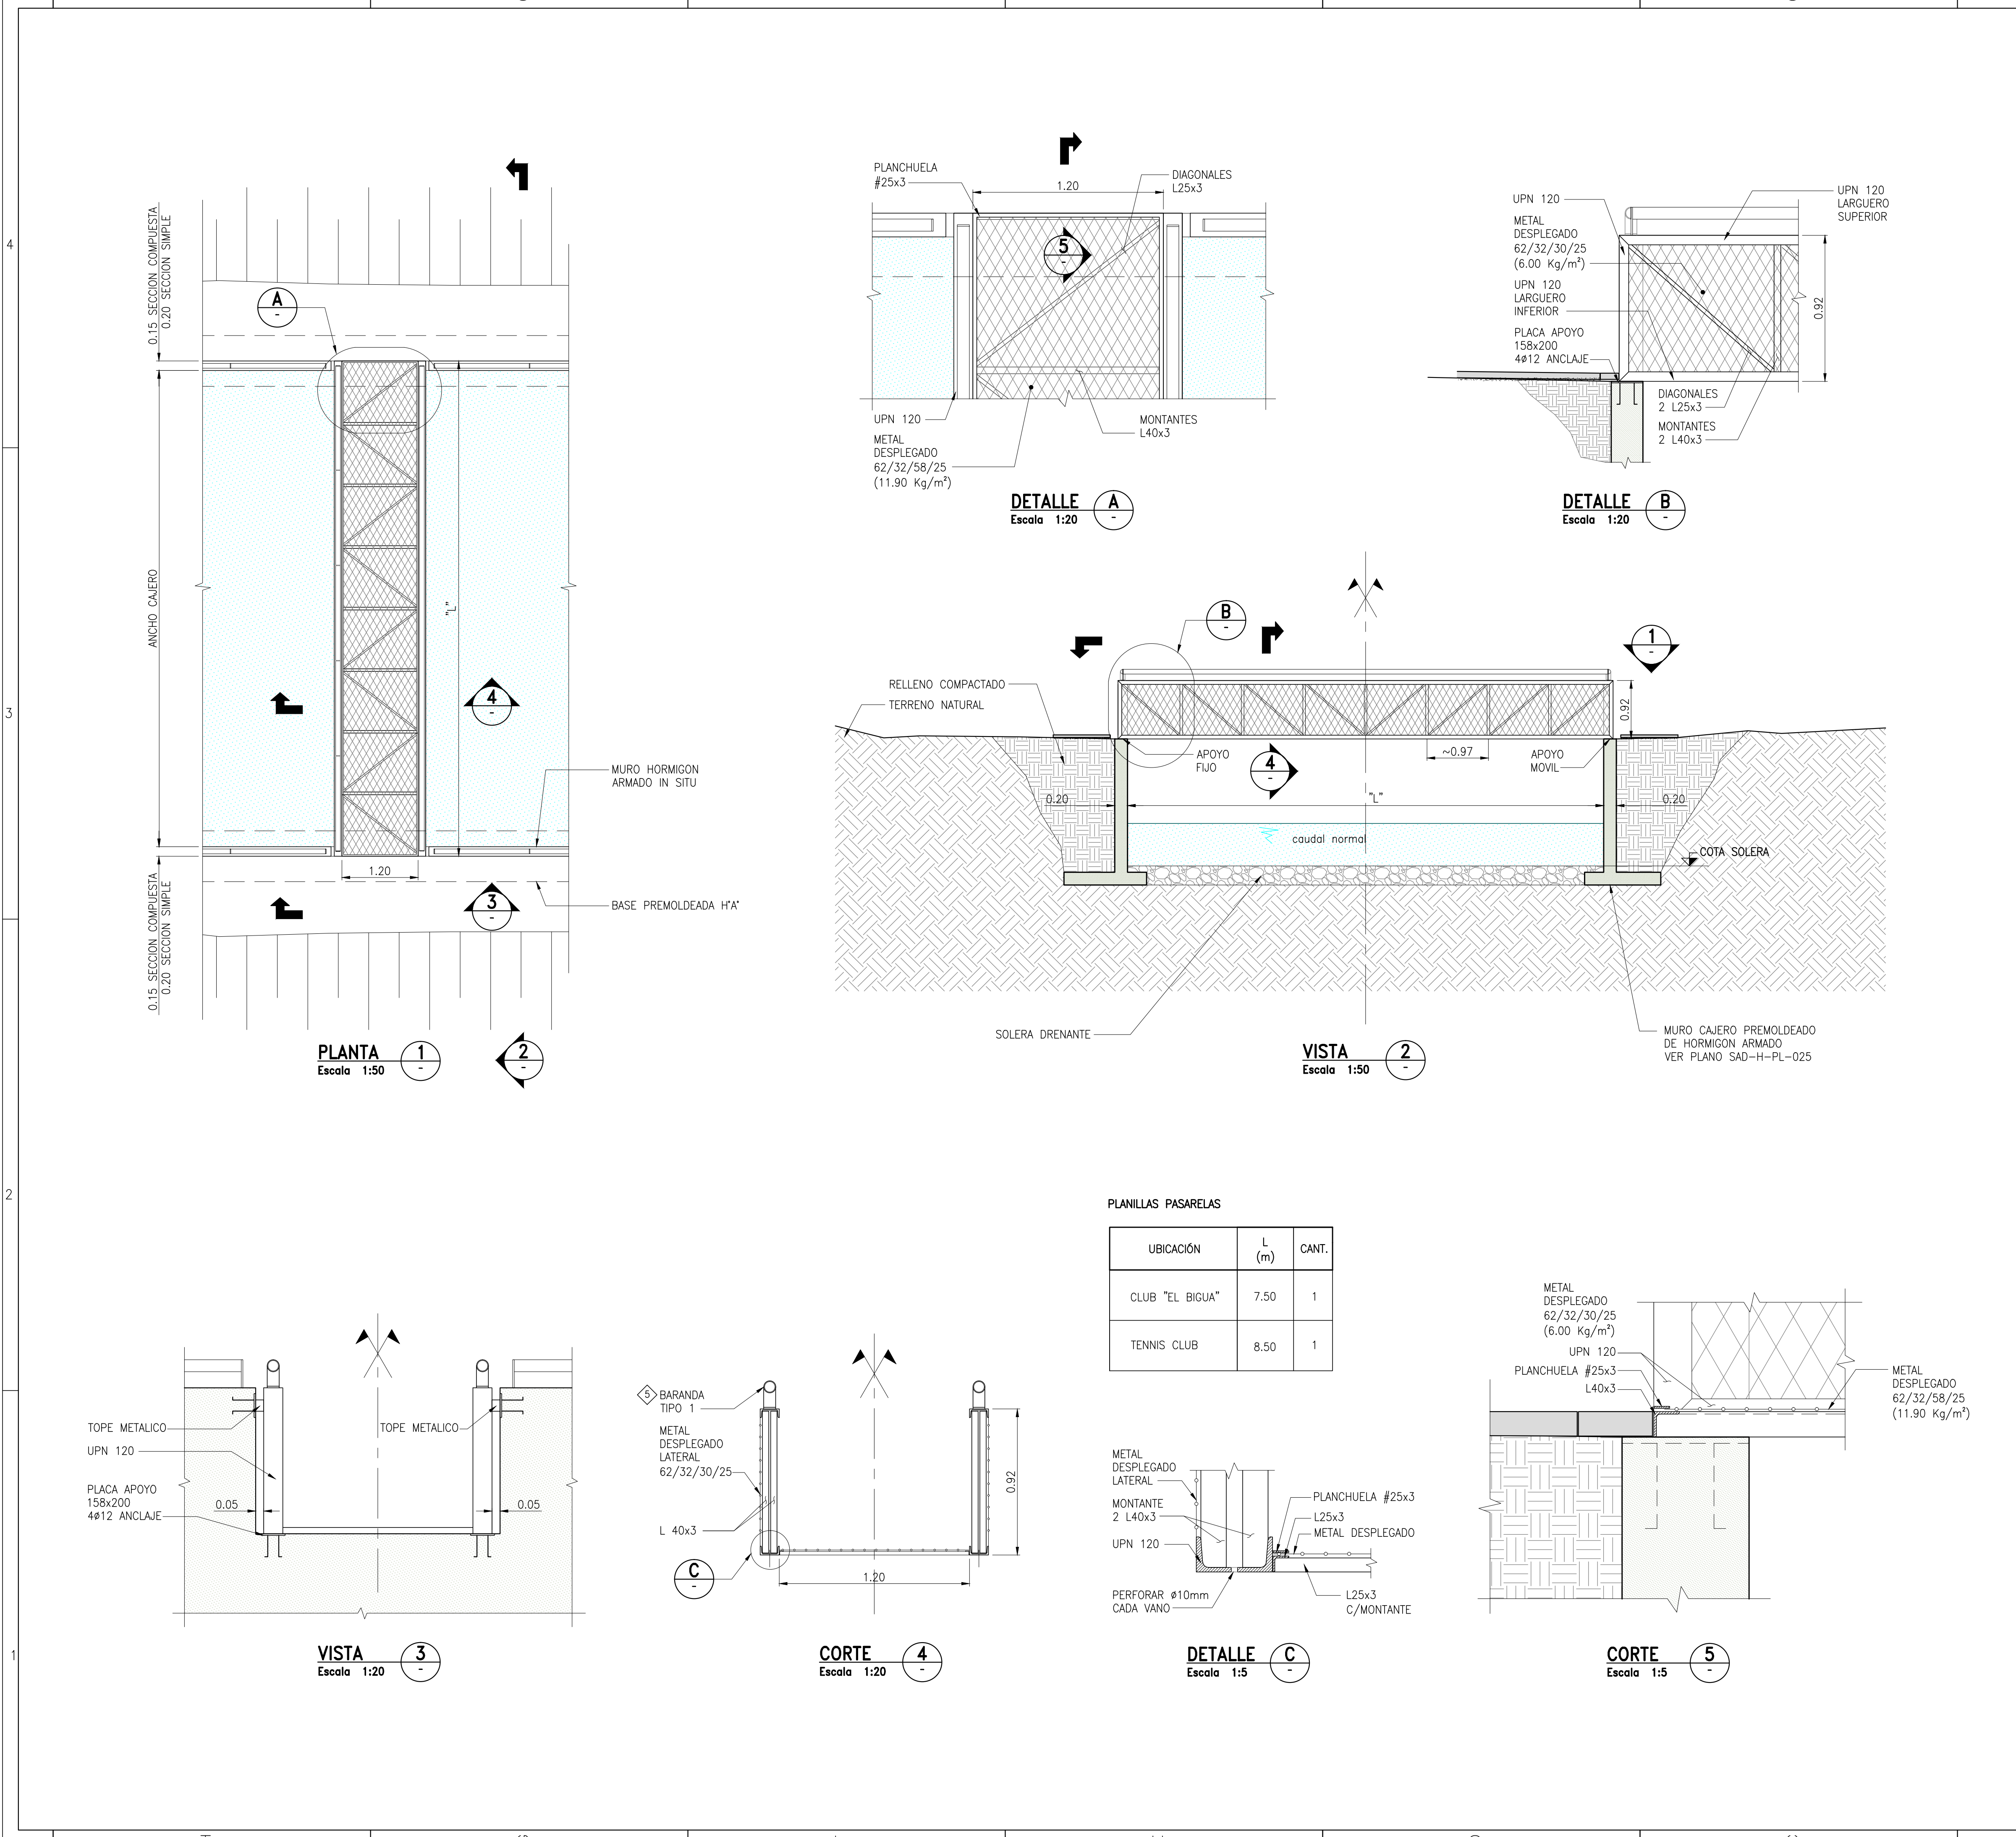 4
3
2
1
0.15 SECCION COMPUESTA
0.20 SECCION SIMPLE
A
-
ANCHO CAJERO
"L"
4
-
MURO HORMIGON
ARMADO IN SITU
1.20
3
-
BASE PREMOLDEADA H°A°
0.15 SECCION COMPUESTA
0.20 SECCION SIMPLE
PLANTA
Escala 1:50
1
-
2
-
PLANCHUELA
#25x3
1.20
DIAGONALES
L25x3
5
-
UPN 120
METAL
DESPLEGADO
62/32/58/25
(11.90 Kg/m²)
MONTANTES
L40x3
DETALLE
Escala 1:20
A
-
UPN 120
METAL
DESPLEGADO
62/32/30/25
(6.00 Kg/m²)
UPN 120
LARGUERO
INFERIOR
PLACA APOYO
158x200
4ø12 ANCLAJE
UPN 120
LARGUERO
SUPERIOR
0.92
DIAGONALES
2 L25x3
MONTANTES
2 L40x3
DETALLE
Escala 1:20
B
-
B
-
1
-
RELLENO COMPACTADO
TERRENO NATURAL
0.92
APOYO
FIJO
4
-
~0.97
APOYO
MOVIL
0.20
"L"
0.20
caudal normal
COTA SOLERA
SOLERA DRENANTE
MURO CAJERO PREMOLDEADO
DE HORMIGON ARMADO
VER PLANO SAD-H-PL-025
VISTA
Escala 1:50
2
-
PLANILLAS PASARELAS
UBICACIÓN
L
(m)
CANT.
CLUB "EL BIGUA"
7.50
1
TENNIS CLUB
8.50
1
TOPE METALICO
TOPE METALICO
UPN 120
PLACA APOYO
158x200
4ø12 ANCLAJE
0.05
0.05
VISTA
Escala 1:20
3
-
5
BARANDA
TIPO 1
METAL
DESPLEGADO
LATERAL
62/32/30/25
L 40x3
0.92
C
-
1.20
CORTE
Escala 1:20
4
-
METAL
DESPLEGADO
LATERAL
MONTANTE
2 L40x3
UPN 120
PERFORAR ø10mm
CADA VANO
PLANCHUELA #25x3
L25x3
METAL DESPLEGADO
L25x3
C/MONTANTE
DETALLE
Escala 1:5
C
-
METAL
DESPLEGADO
62/32/30/25
(6.00 Kg/m²)
UPN 120
PLANCHUELA #25x3
L40x3
METAL
DESPLEGADO
62/32/58/25
(11.90 Kg/m²)
CORTE
Escala 1:5
5
-